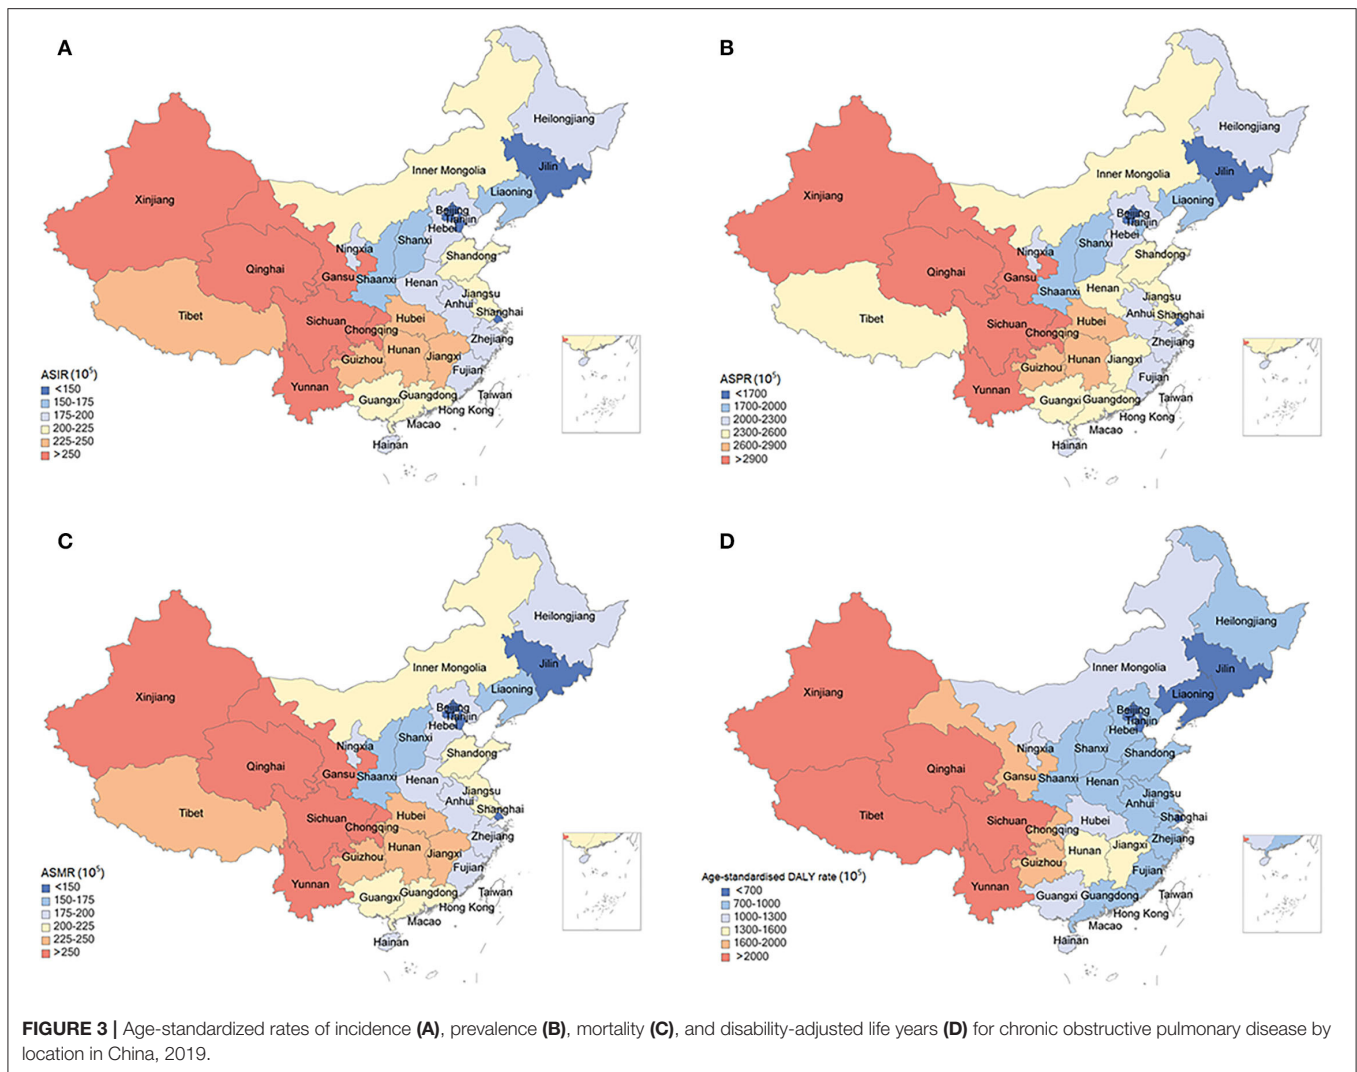 A
Heilongjiang
Jilin
Inner Mongolia
Liaoning
Xinjiang
Beijing
Tianjin
Hebei
Shanxi
Ningxia
Shandong
Qinghai
Gansu
Shaanxi
Henan
Jiangsu
Anhui
Shanghai
Tibet
Sichuan
Hubei
Chongqing
Zhejiang
Hunan
Jiangxi
Guizhou
Fujian
Yunnan
Guangxi
Guangdong
Taiwan
Hong Kong
Macao
Hainan
ASIR (10⁵)
<150
150-175
175-200
200-225
225-250
>250
B
Heilongjiang
Jilin
Inner Mongolia
Liaoning
Xinjiang
Beijing
Tianjin
Hebei
Shanxi
Ningxia
Shandong
Qinghai
Gansu
Shaanxi
Henan
Jiangsu
Anhui
Shanghai
Tibet
Sichuan
Hubei
Chongqing
Zhejiang
Hunan
Jiangxi
Guizhou
Fujian
Yunnan
Guangxi
Guangdong
Taiwan
Hong Kong
Macao
Hainan
ASPR (10⁵)
<1700
1700-2000
2000-2300
2300-2600
2600-2900
>2900
C
Heilongjiang
Jilin
Inner Mongolia
Liaoning
Xinjiang
Beijing
Tianjin
Hebei
Shanxi
Ningxia
Shandong
Qinghai
Gansu
Shaanxi
Henan
Jiangsu
Anhui
Shanghai
Tibet
Sichuan
Hubei
Chongqing
Zhejiang
Hunan
Jiangxi
Guizhou
Fujian
Yunnan
Guangxi
Guangdong
Taiwan
Hong Kong
Macao
Hainan
ASMR (10⁵)
<150
150-175
175-200
200-225
225-250
>250
D
Heilongjiang
Jilin
Inner Mongolia
Liaoning
Xinjiang
Beijing
Tianjin
Hebei
Shanxi
Ningxia
Shandong
Qinghai
Gansu
Shaanxi
Henan
Jiangsu
Anhui
Shanghai
Tibet
Sichuan
Hubei
Chongqing
Zhejiang
Hunan
Jiangxi
Guizhou
Fujian
Yunnan
Guangxi
Guangdong
Taiwan
Hong Kong
Macao
Hainan
Age-standardised DALY rate (10⁵)
<700
700-1000
1000-1300
1300-1600
1600-2000
>2000
FIGURE 3 | Age-standardized rates of incidence (A), prevalence (B), mortality (C), and disability-adjusted life years (D) for chronic obstructive pulmonary disease by
location in China, 2019.